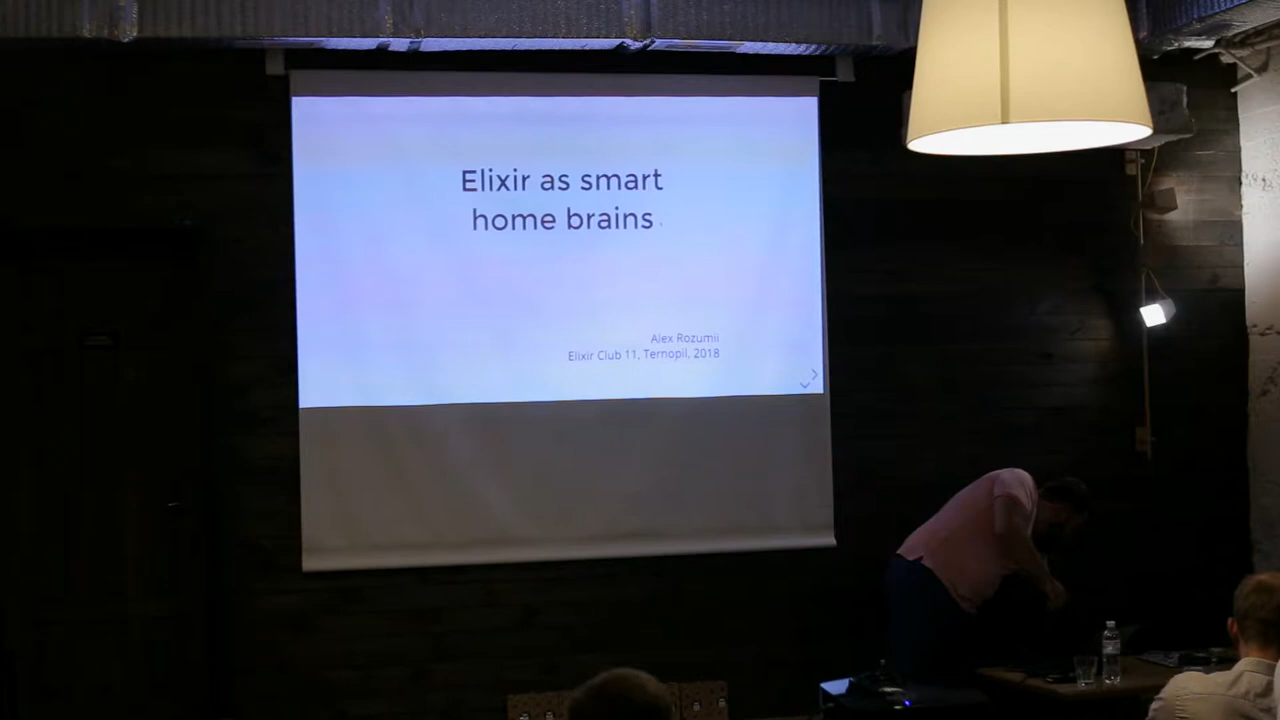 Elixir as smart
home brains
Alex Rozumii
Elixir Club 11, Ternopil, 2018